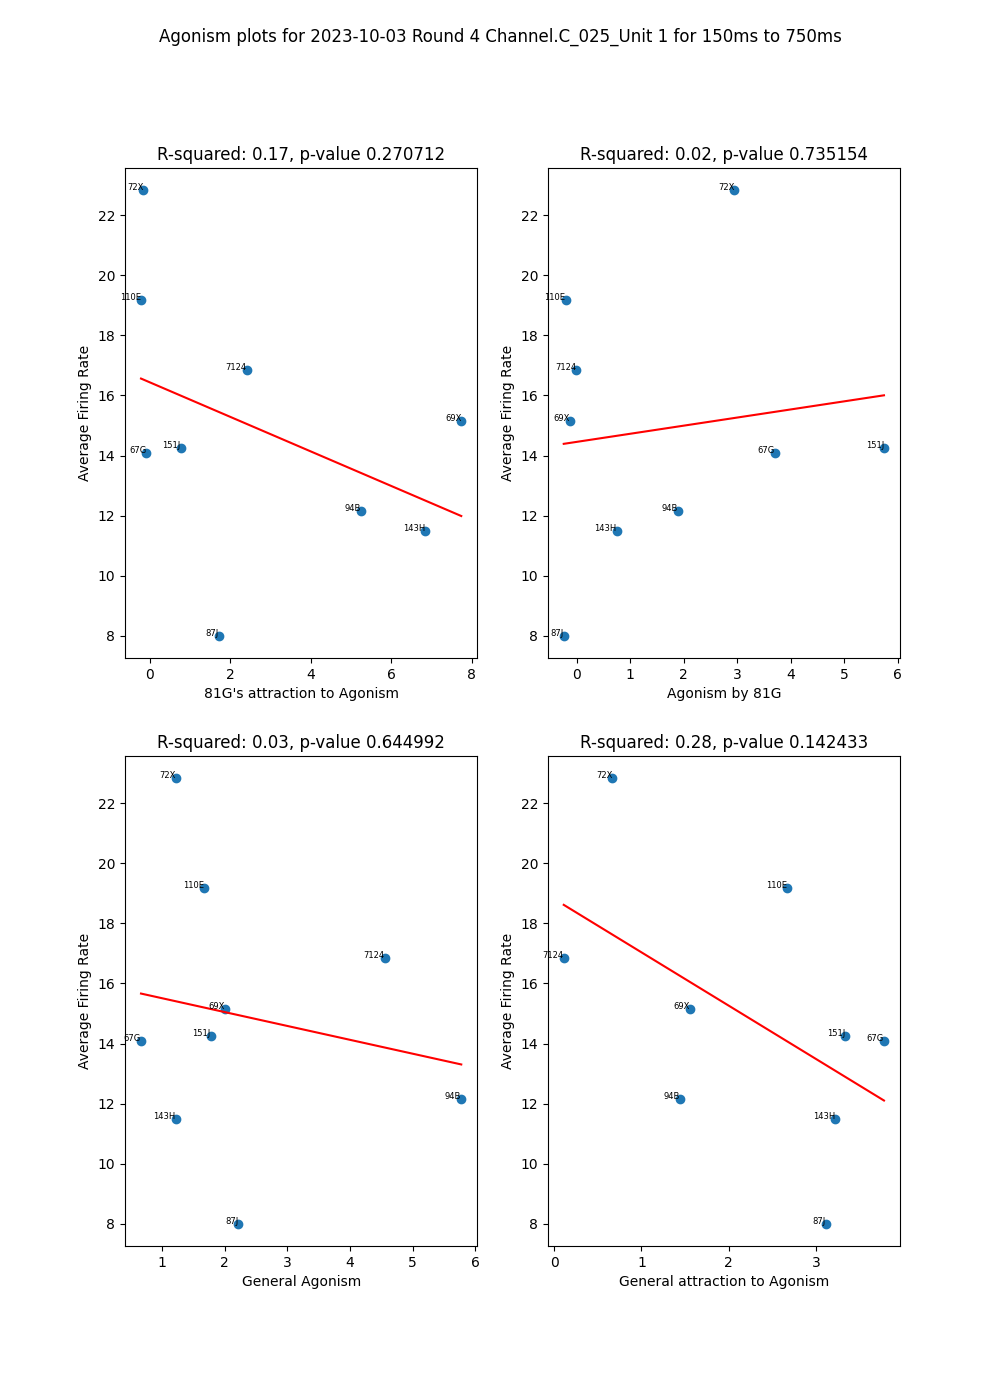 Agonism plots for 2023-10-03 Round 4 Channel.C_025_Unit 1 for 150ms to 750ms
R-squared: 0.17, p-value 0.270712
72X
22
110E
20
18
7124
16
69X
151J
67G
14
94B
12
143H
10
87J
8
Average Firing Rate
0 2 4 6 8
81G's attraction to Agonism
R-squared: 0.02, p-value 0.735154
72X
22
110E
20
18
7124
16
69X
151J
67G
14
94B
12
143H
10
87J
8
Average Firing Rate
0 1 2 3 4 5 6
Agonism by 81G
R-squared: 0.03, p-value 0.644992
72X
22
110E
20
18
7124
16
69X
151J
67G
14
94B
12
143H
10
87J
8
Average Firing Rate
1 2 3 4 5 6
General Agonism
R-squared: 0.28, p-value 0.142433
72X
22
110E
20
18
7124
16
69X
151J
67G
14
94B
12
143H
10
87J
8
Average Firing Rate
0 1 2 3
General attraction to Agonism